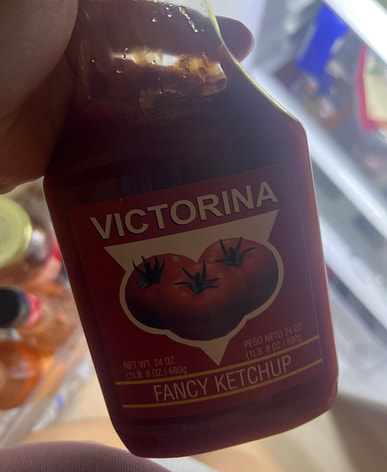 VICTORINA
NET WT. 24 OZ.
(1LB. 8 OZ.) 680g
PESO NETO 24 OZ.
(1LB. 8 OZ.) 680g
FANCY KETCHUP